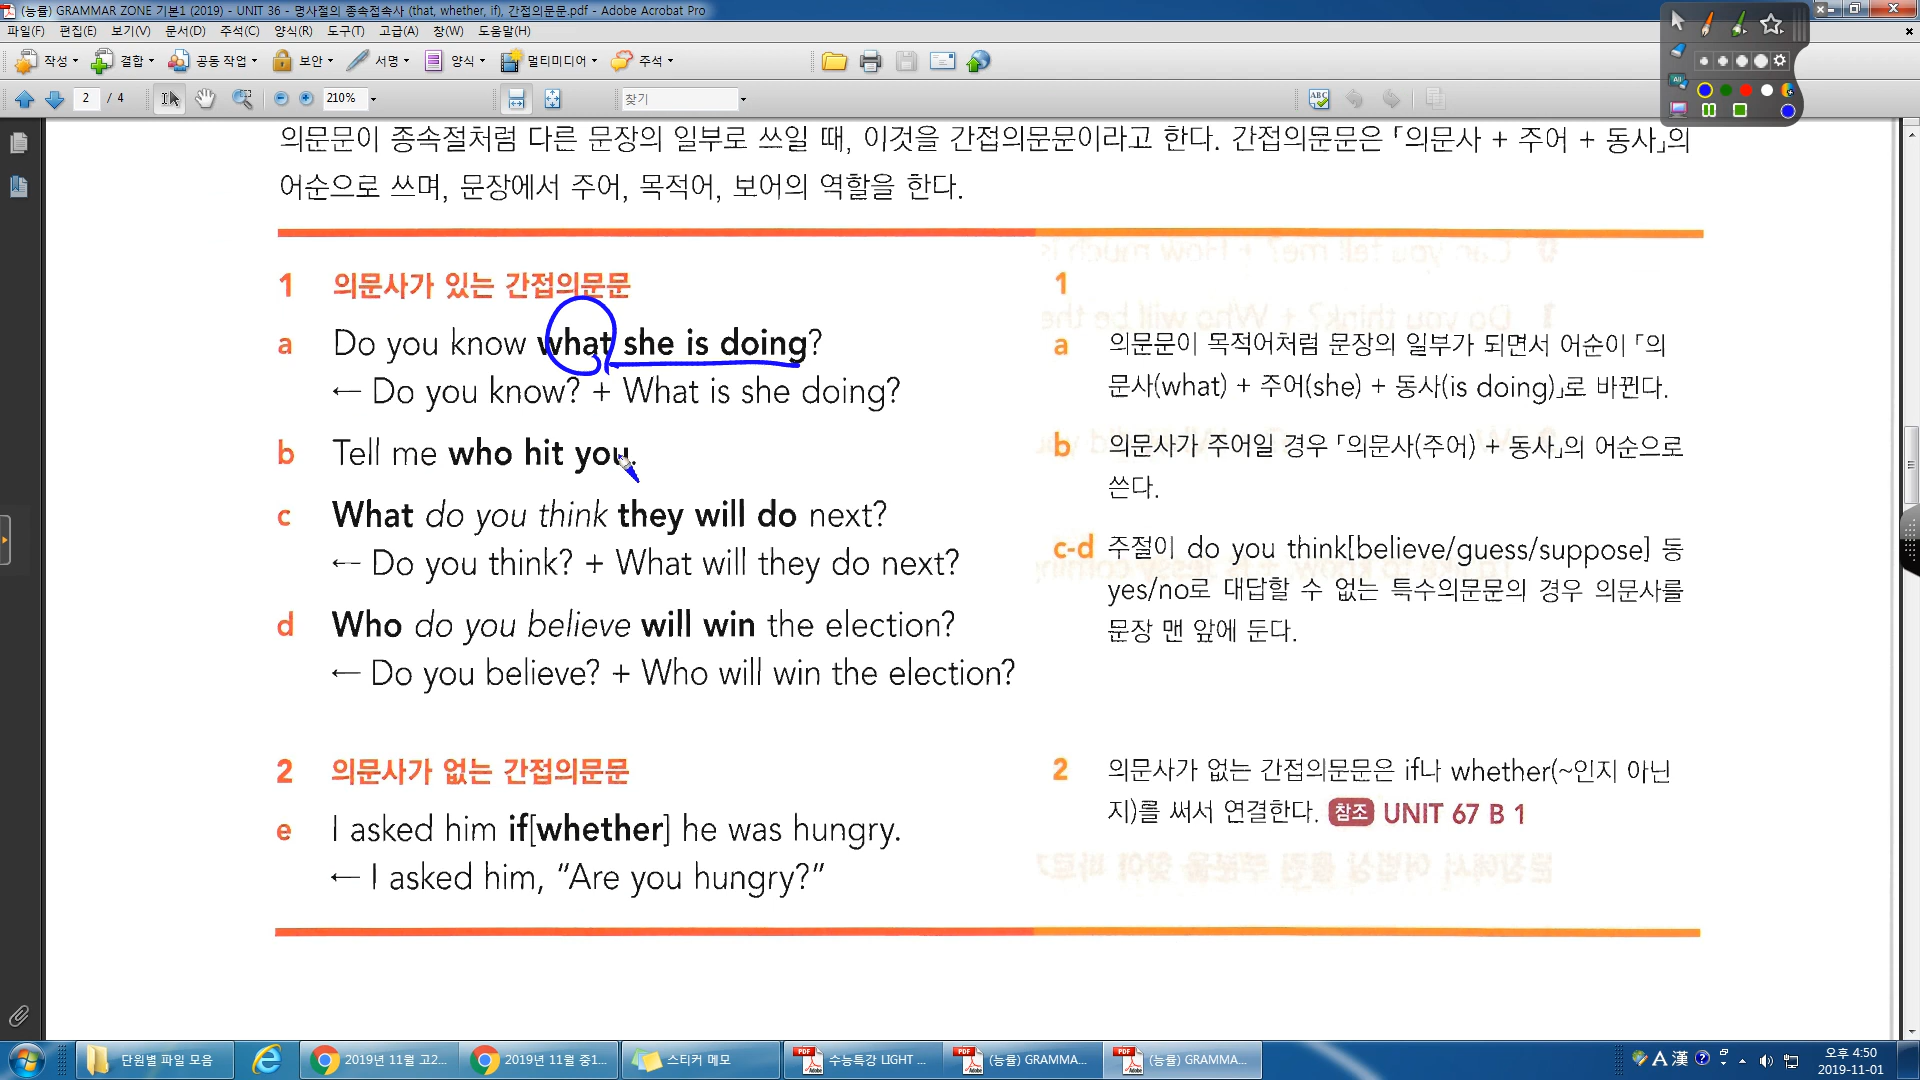 (능률) GRAMMAR ZONE 기본1 (2019) - UNIT 36 - 명사절의 종속접속사 (that, whether, if), 간접의문문.pdf - Adobe Acrobat Pro
파일(F) 편집(E) 보기(V) 문서(D) 주석(C) 양식(R) 도구(T) 고급(A) 창(W) 도움말(H)
작성 결합 공동 작업 보안 서명 양식 멀티미디어 주석
2 / 4 210% 찾기
의문문이 종속절처럼 다른 문장의 일부로 쓰일 때, 이것을 간접의문문이라고 한다. 간접의문문은 「의문사 + 주어 + 동사」의
어순으로 쓰며, 문장에서 주어, 목적어, 보어의 역할을 한다.
1 의문사가 있는 간접의문문
a Do you know what she is doing?
← Do you know? + What is she doing?
b Tell me who hit you.
c What do you think they will do next?
← Do you think? + What will they do next?
d Who do you believe will win the election?
← Do you believe? + Who will win the election?
2 의문사가 없는 간접의문문
e I asked him if[whether] he was hungry.
← I asked him, “Are you hungry?”
1
a 의문문이 목적어처럼 문장의 일부가 되면서 어순이 「의
문사(what) + 주어(she) + 동사(is doing)」로 바뀐다.
b 의문사가 주어일 경우 「의문사(주어) + 동사」의 어순으로
쓴다.
c-d 주절이 do you think[believe/guess/suppose] 등
yes/no로 대답할 수 없는 특수의문문의 경우 의문사를
문장 맨 앞에 둔다.
2 의문사가 없는 간접의문문은 if나 whether(~인지 아닌
지)를 써서 연결한다. 참조 UNIT 67 B 1
단원별 파일 모음 2019년 11월 고2... 2019년 11월 중1... 스티커 메모 수능특강 LIGHT ... (능률) GRAMMA... (능률) GRAMMA...
A 漢
오후 4:50
2019-11-01